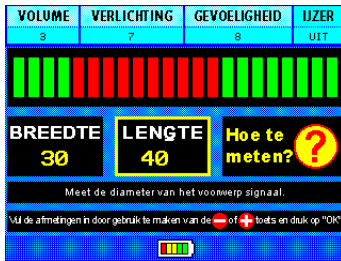 VOLUME VERLICHTING GEVOELIGHEID IJZER
3 7 8 UIT
BREEDTE LENGTE Hoe te
30 40 meten? ?
Meet de diameter van het voorwerp signaal.
Vul de afmetingen in door gebruik te maken van de - of + toets en druk op "OK"